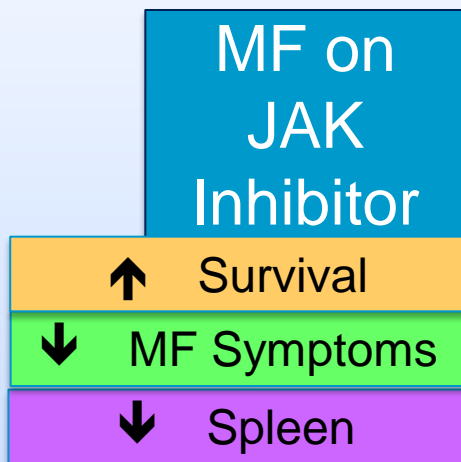 MF on
JAK
Inhibitor
↑ Survival
↓ MF Symptoms
↓ Spleen